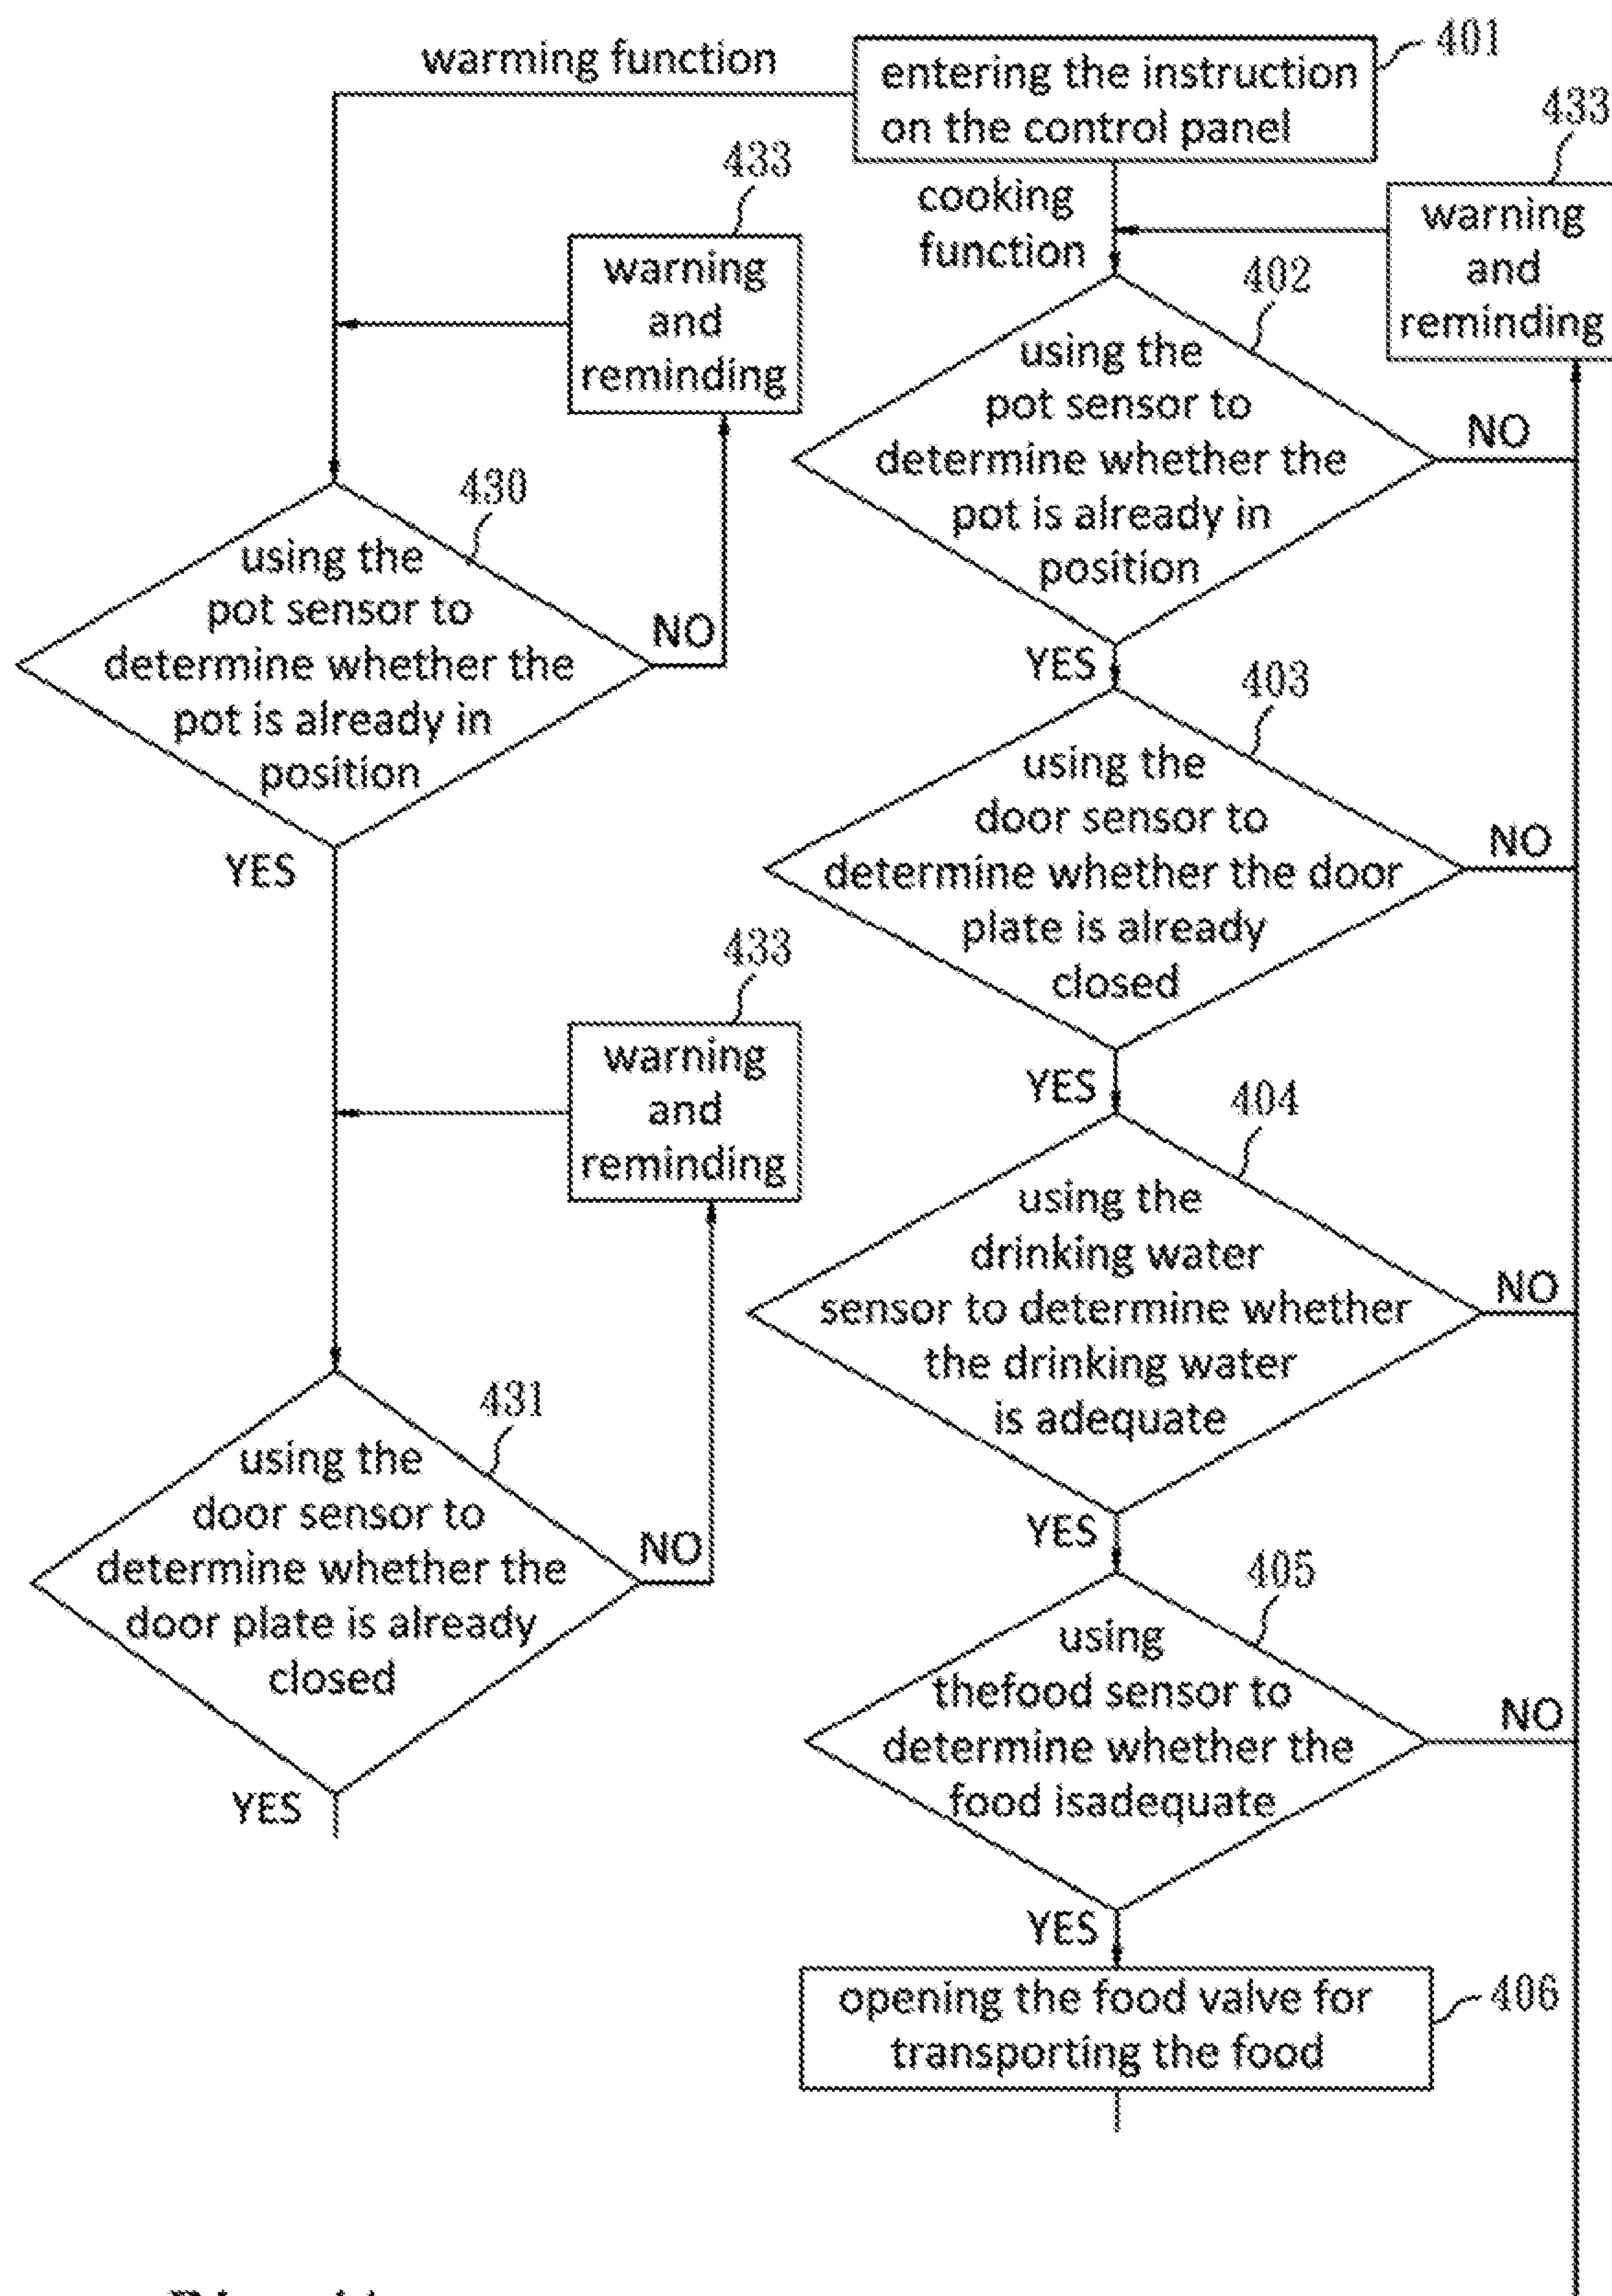 warming function
401
entering the instruction
on the control panel
433
433
cooking
function
warning
and
reminding
warning
and
reminding
402
using the
pot sensor to
determine whether the
pot is already in
position
NO
430
using the
pot sensor to
determine whether the
pot is already in
position
NO
YES
YES
403
using the
door sensor to
determine whether the door
plate is already
closed
NO
433
warning
and
reminding
YES
404
using the
drinking water
sensor to determine whether
the drinking water
is adequate
NO
431
using the
door sensor to
determine whether the
door plate is already
closed
NO
YES
YES
405
using
thefood sensor to
determine whether the
food isadequate
NO
YES
406
opening the food valve for
transporting the food